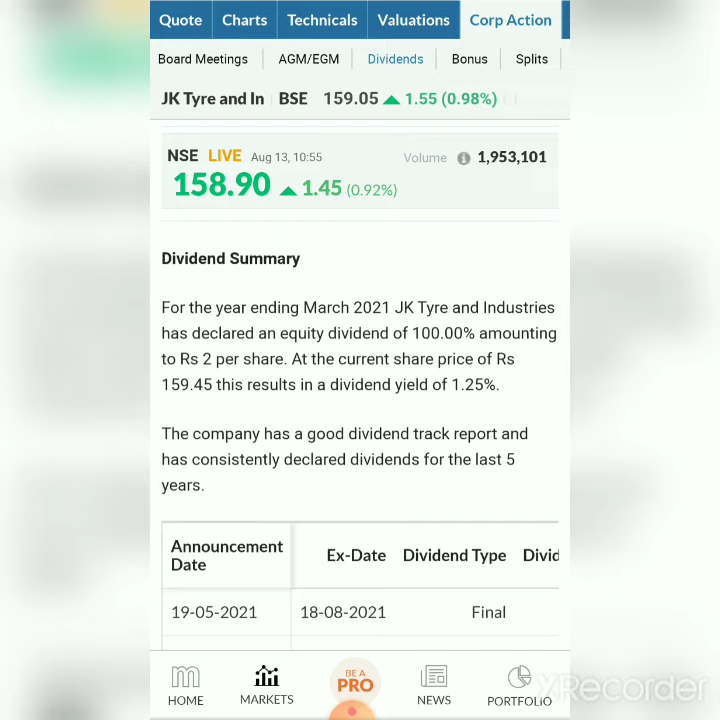 Quote Charts Technicals Valuations Corp Action
Board Meetings AGM/EGM Dividends Bonus Splits
JK Tyre and In BSE 159.05 1.55 (0.98%)
NSE LIVE Aug 13, 10:55 Volume 1,953,101
158.90 1.45 (0.92%)
Dividend Summary
For the year ending March 2021 JK Tyre and Industries
has declared an equity dividend of 100.00% amounting
to Rs 2 per share. At the current share price of Rs
159.45 this results in a dividend yield of 1.25%.
The company has a good dividend track report and
has consistently declared dividends for the last 5
years.
Announcement
Date Ex-Date Dividend Type Divid
19-05-2021 18-08-2021 Final
BE A
PRO
HOME MARKETS NEWS PORTFOLIO
XRecorder